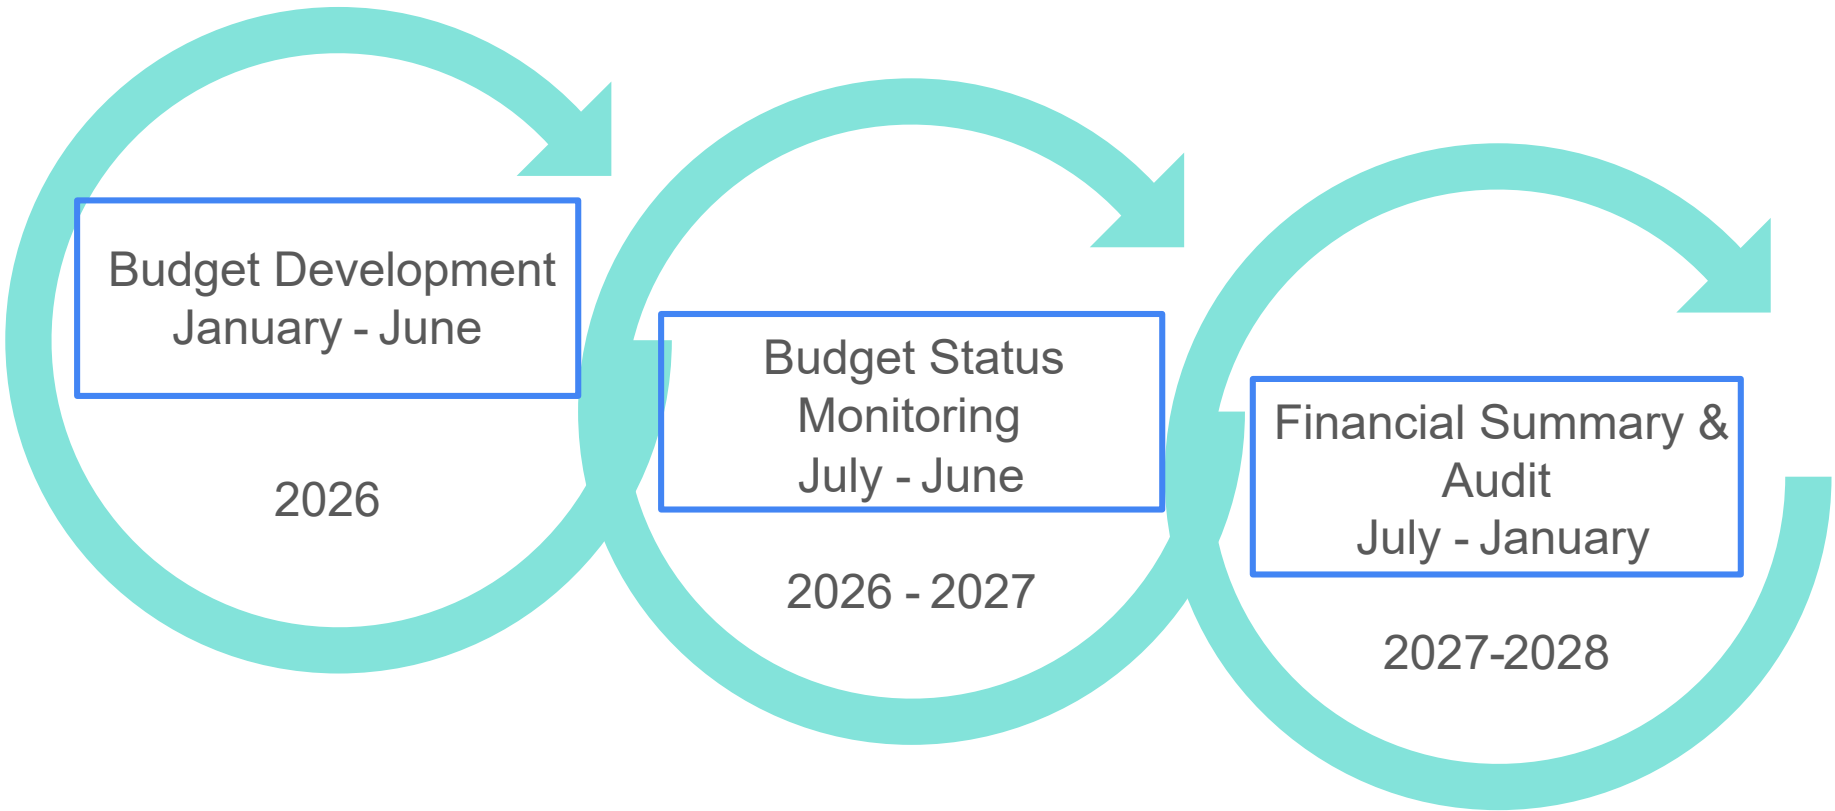 Budget Development
January - June
2026
Budget Status
Monitoring
July - June
2026 - 2027
Financial Summary &
Audit
July - January
2027-2028